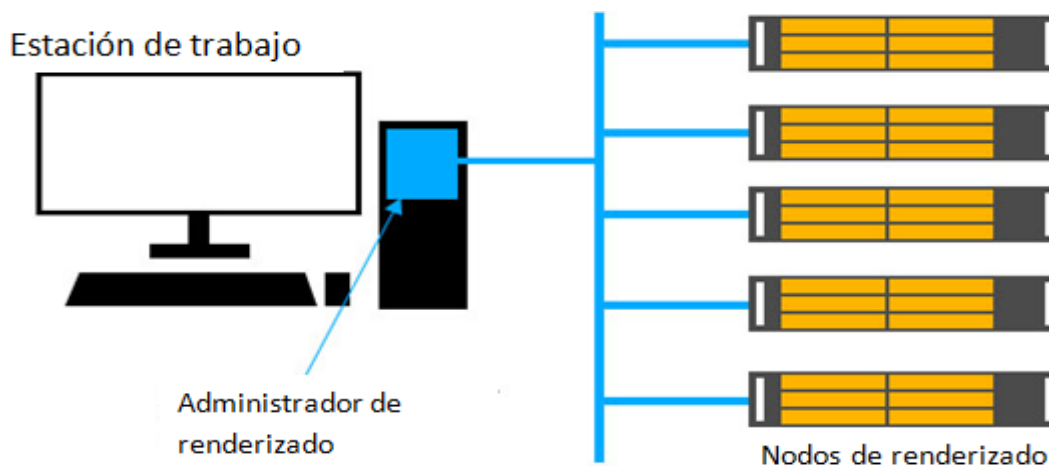 Estación de trabajo
Administrador de
renderizado
Nodos de renderizado